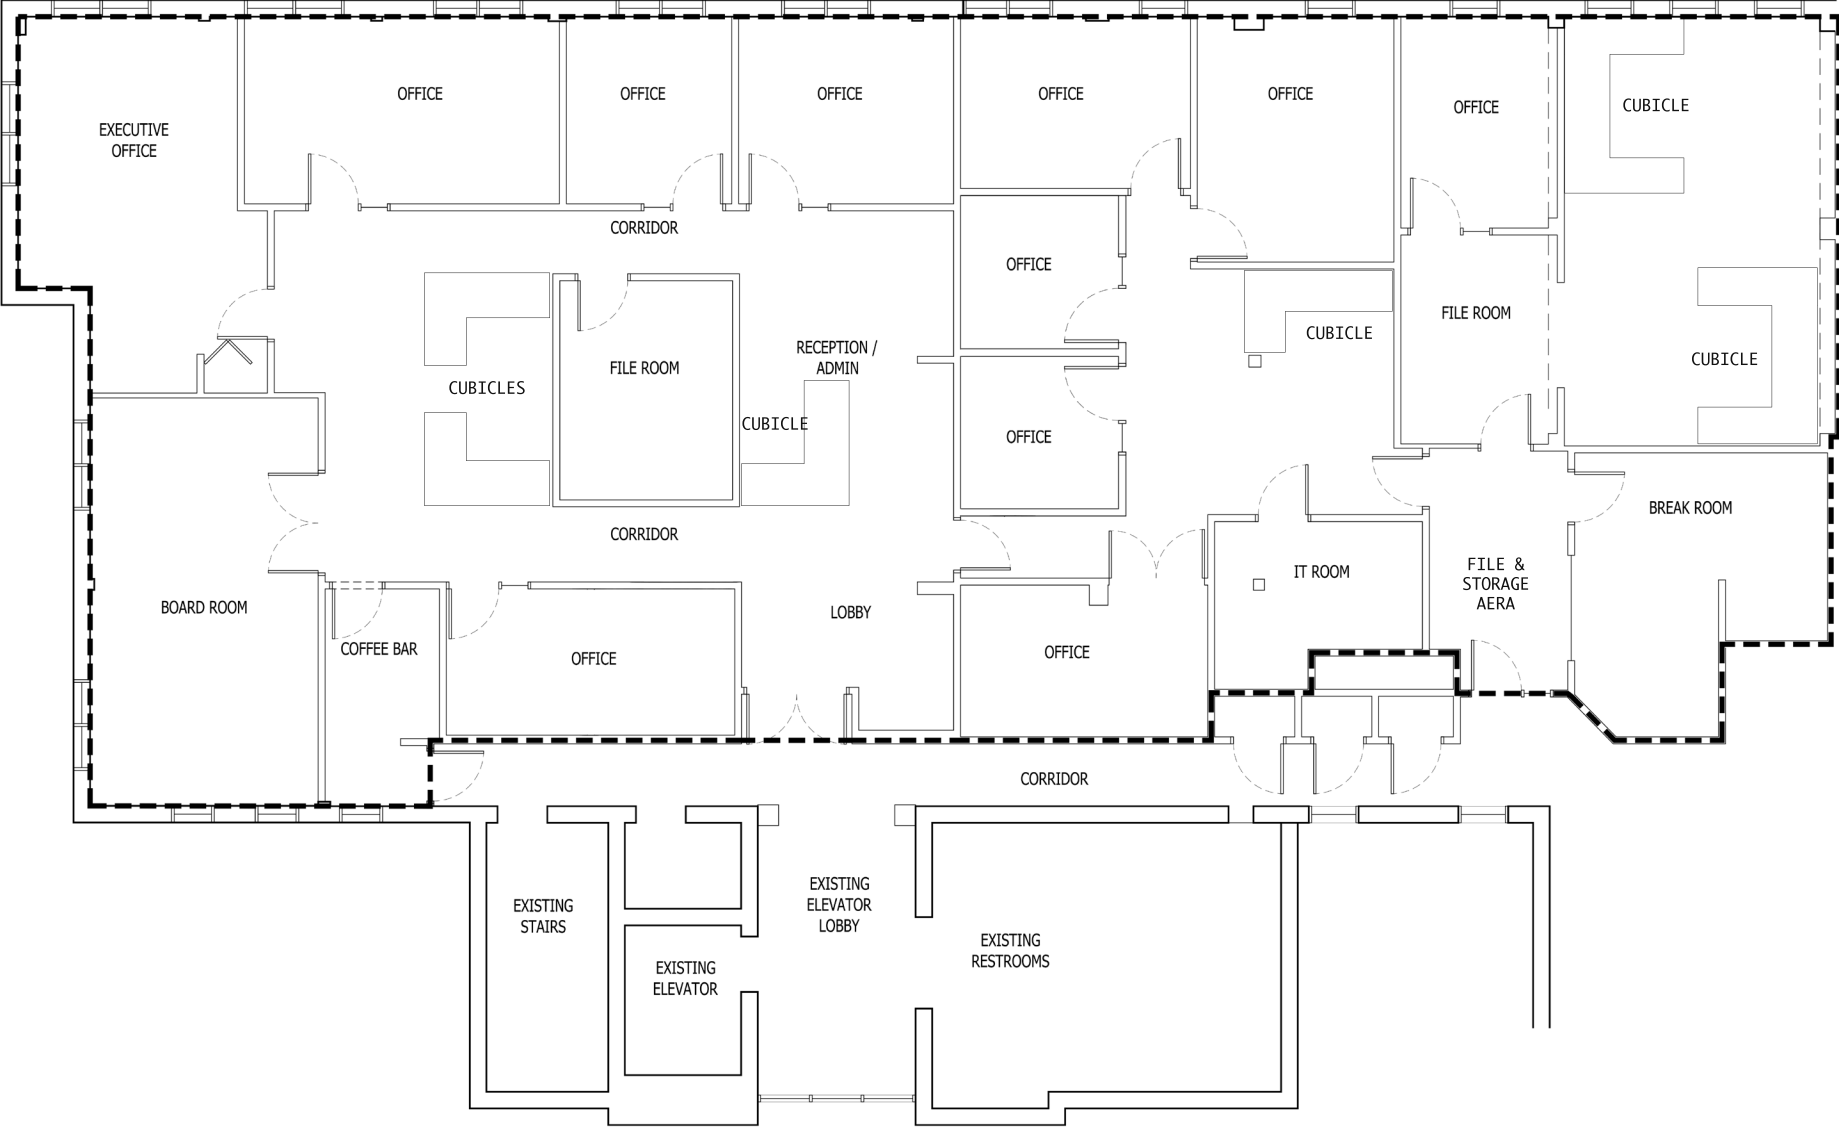 OFFICE
OFFICE
OFFICE
OFFICE
OFFICE
OFFICE
CUBICLE
EXECUTIVE
OFFICE
CORRIDOR
OFFICE
FILE ROOM
CUBICLE
RECEPTION /
ADMIN
CUBICLE
FILE ROOM
CUBICLES
CUBICLE
OFFICE
CORRIDOR
BREAK ROOM
IT ROOM
FILE &
STORAGE
AERA
BOARD ROOM
LOBBY
COFFEE BAR
OFFICE
OFFICE
CORRIDOR
EXISTING
STAIRS
EXISTING
ELEVATOR
LOBBY
EXISTING
RESTROOMS
EXISTING
ELEVATOR